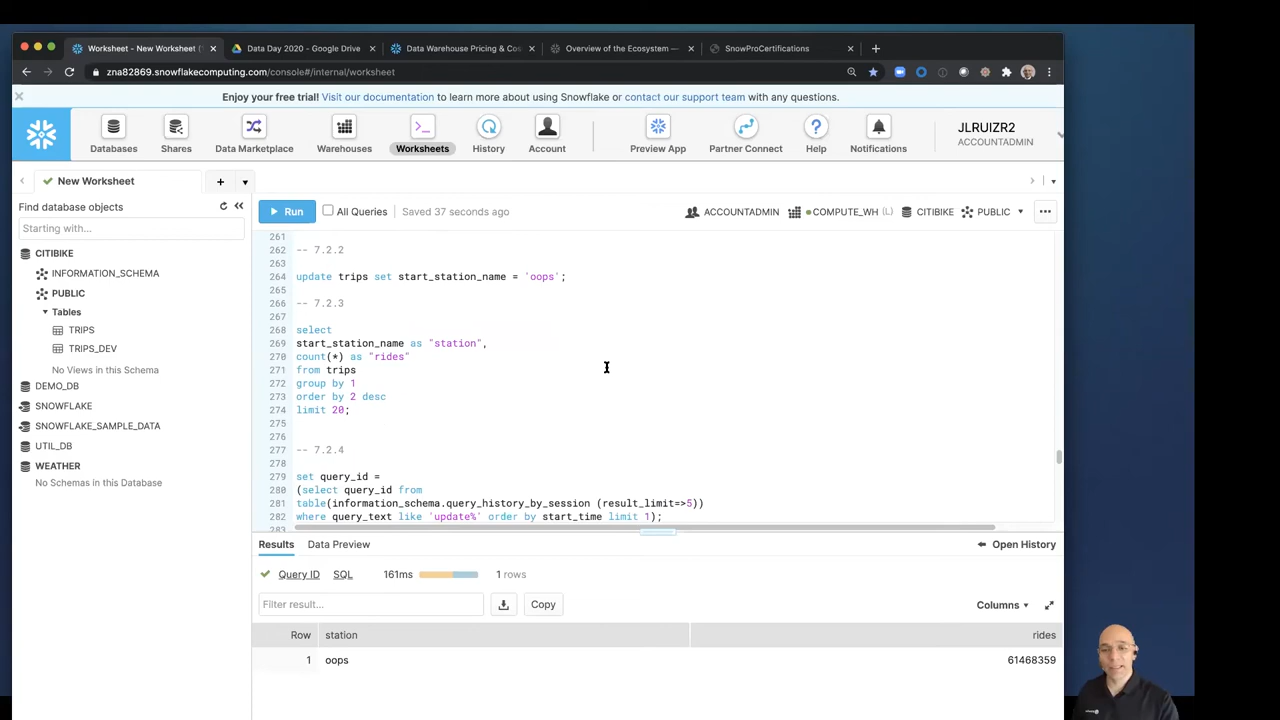 Worksheet - New Worksheet (
Data Day 2020 - Google Drive
Data Warehouse Pricing & Co
Overview of the Ecosystem —
SnowProCertifications
zna82869.snowflakecomputing.com/console#/internal/worksheet
Enjoy your free trial! Visit our documentation to learn more about using Snowflake or contact our support team with any questions.
Databases
Shares
Data Marketplace
Warehouses
Worksheets
History
Account
Preview App
Partner Connect
Help
Notifications
JLRUIZR2
ACCOUNTADMIN
New Worksheet
Find database objects
Starting with...
CITIBIKE
INFORMATION_SCHEMA
PUBLIC
Tables
TRIPS
TRIPS_DEV
No Views in this Schema
DEMO_DB
SNOWFLAKE
SNOWFLAKE_SAMPLE_DATA
UTIL_DB
WEATHER
No Schemas in this Database
Run
All Queries
Saved 37 seconds ago
ACCOUNTADMIN
COMPUTE_WH (L)
CITIBIKE
PUBLIC
261
262 -- 7.2.2
263
264 update trips set start_station_name = 'oops';
265
266 -- 7.2.3
267
268 select
269 start_station_name as "station",
270 count(*) as "rides"
271 from trips
272 group by 1
273 order by 2 desc
274 limit 20;
275
276
277 -- 7.2.4
278
279 set query_id =
280 (select query_id from
281 table(information_schema.query_history_by_session (result_limit=>5))
282 where query_text like 'update%' order by start_time limit 1);
283
Results
Data Preview
Open History
Query ID
SQL
161ms
1 rows
Filter result...
Copy
Columns
Row station rides
1 oops 61468359